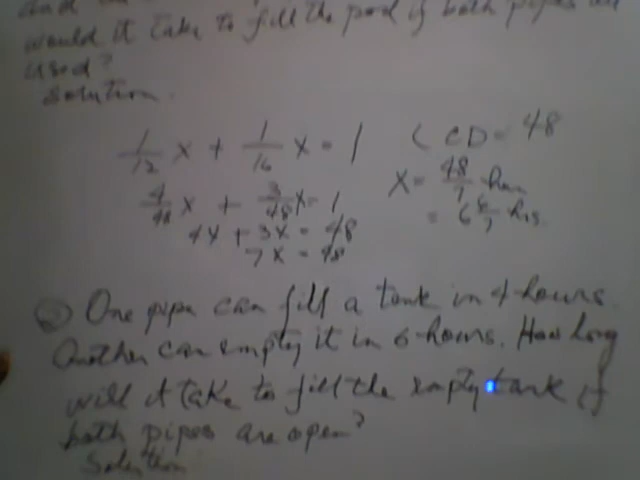 would it take to fill the pool if both pipes are
used?
Solution.
1/12 x + 1/16 x = 1
LCD = 48
4/48 x + 3/48 x = 1
x = 48/7 hrs
4x + 3x = 48
= 6 6/7 hrs.
7x = 48
② One pipe can fill a tank in 4 hours.
Another can empty it in 6-hours. How long
will it take to fill the empty tank if
both pipes are open?
Solution